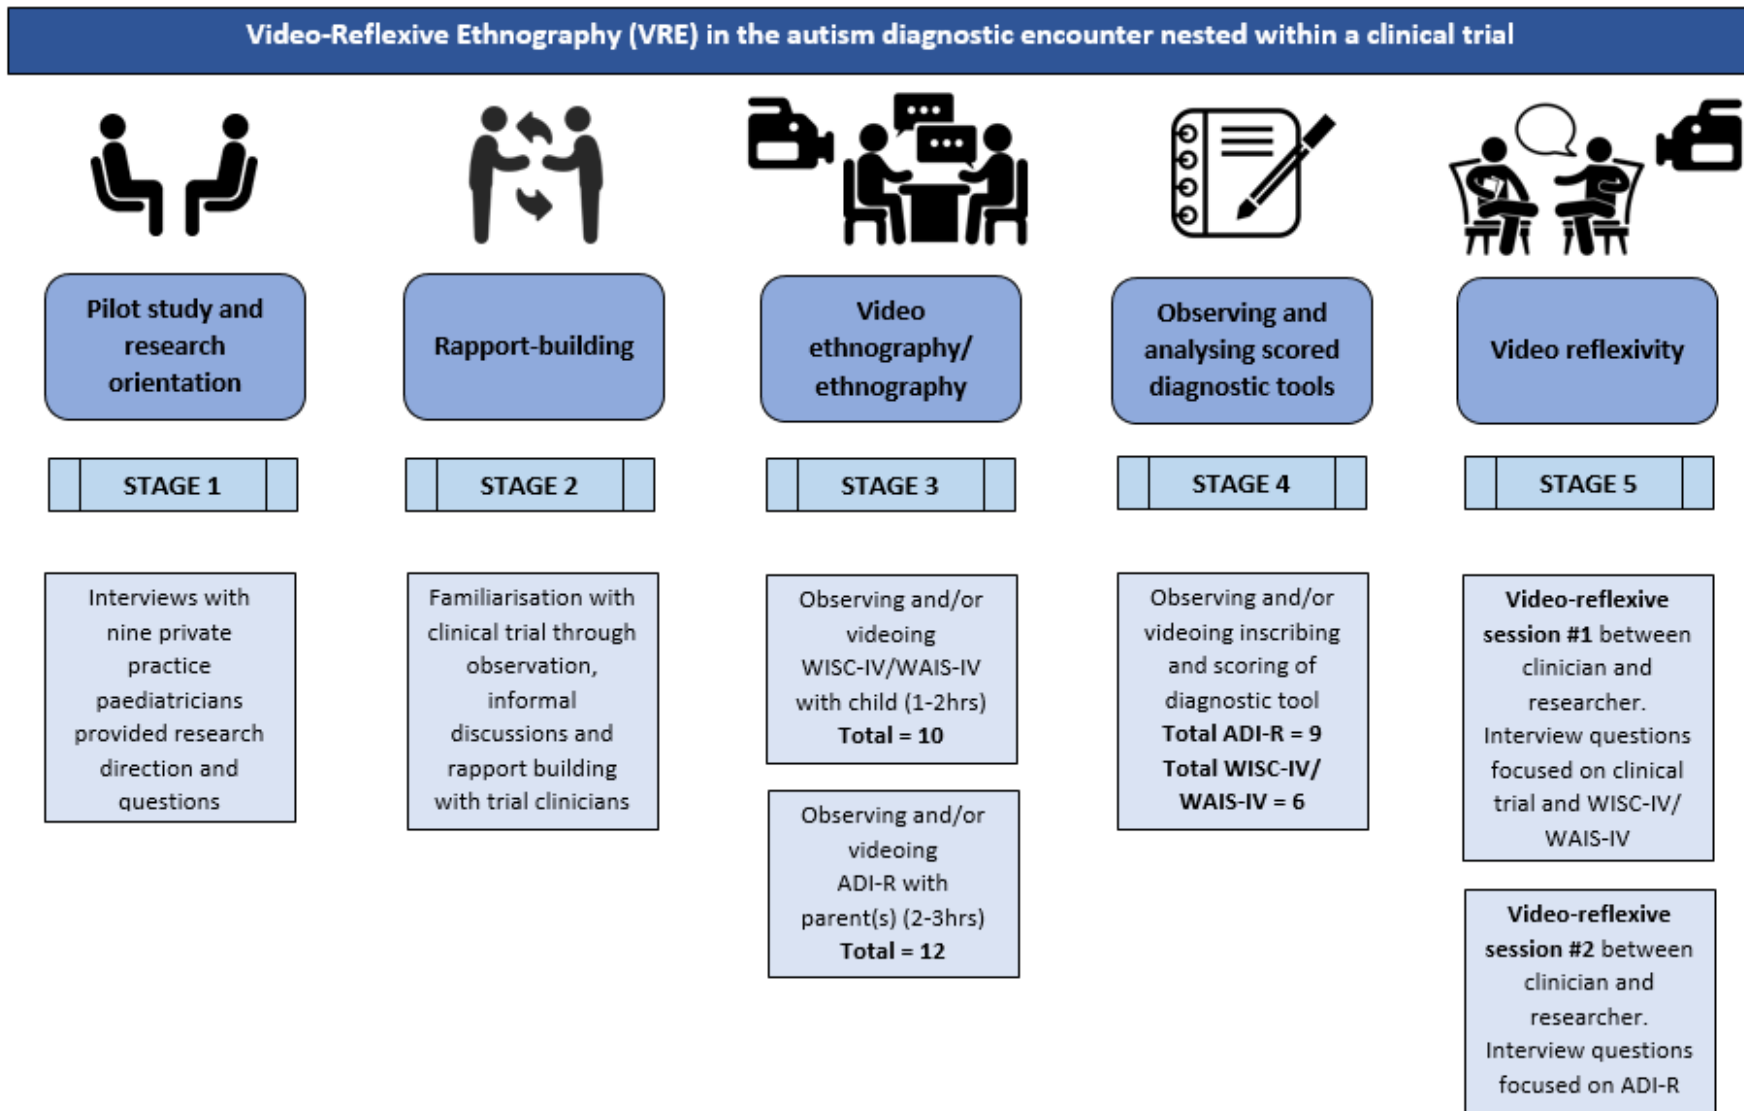 Video-Reflexive Ethnography (VRE) in the autism diagnostic encounter nested within a clinical trial
Pilot study and
research
orientation
Rapport-building
Video
ethnography/
ethnography
Observing and
analysing scored
diagnostic tools
Video reflexivity
STAGE 1
STAGE 2
STAGE 3
STAGE 4
STAGE 5
Interviews with
nine private
practice
paediatricians
provided research
direction and
questions
Familiarisation with
clinical trial through
observation,
informal
discussions and
rapport building
with trial clinicians
Observing and/or
videoing
WISC-IV/WAIS-IV
with child (1-2hrs)
Total = 10
Observing and/or
videoing
ADI-R with
parent(s) (2-3hrs)
Total = 12
Observing and/or
videoing inscribing
and scoring of
diagnostic tool
Total ADI-R = 9
Total WISC-IV/
WAIS-IV = 6
Video-reflexive
session #1 between
clinician and
researcher.
Interview questions
focused on clinical
trial and WISC-IV/
WAIS-IV
Video-reflexive
session #2 between
clinician and
researcher.
Interview questions
focused on ADI-R